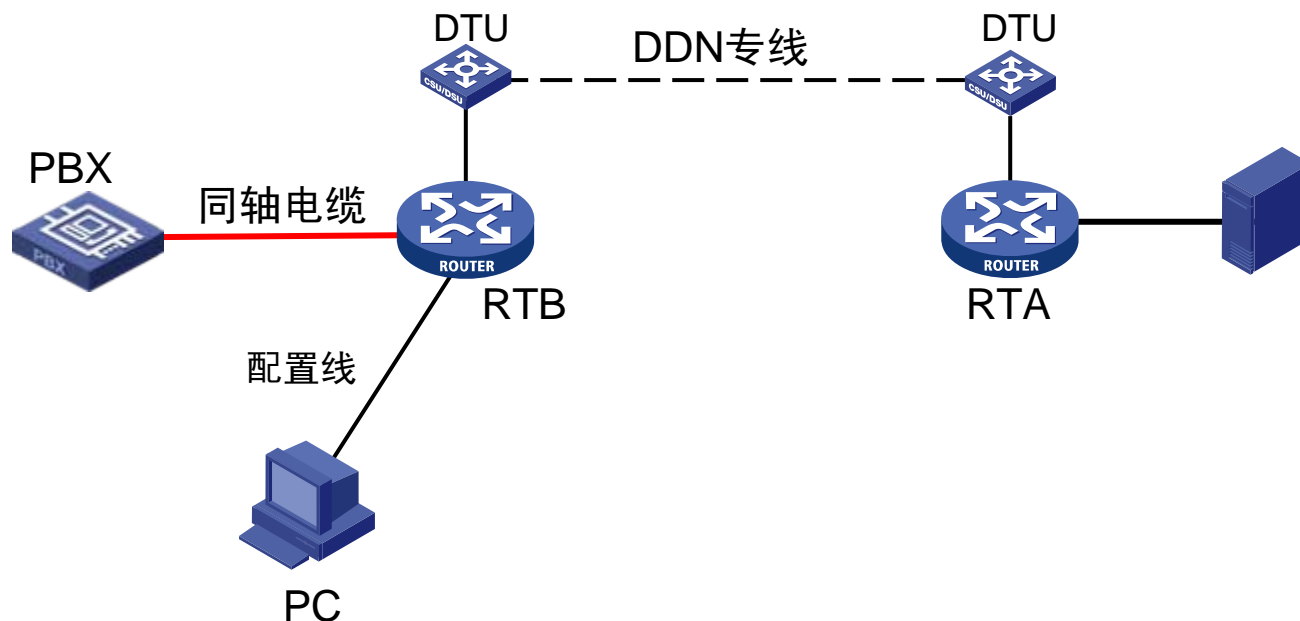 DTU
DDN专线
DTU
CSU/DSU
CSU/DSU
PBX
同轴电缆
PBX
ROUTER
ROUTER
RTB
RTA
配置线
PC